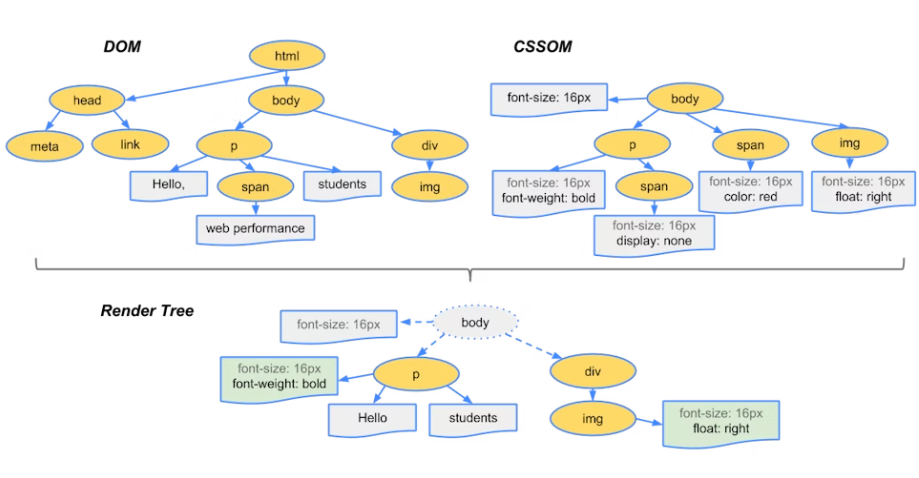 DOM
CSSOM
html
head
body
font-size: 16px
body
meta
link
p
div
p
span
img
Hello,
span
students
img
font-size: 16px
font-weight: bold
span
font-size: 16px
color: red
font-size: 16px
float: right
web performance
font-size: 16px
display: none
Render Tree
font-size: 16px
body
font-size: 16px
font-weight: bold
p
div
Hello
students
img
font-size: 16px
float: right